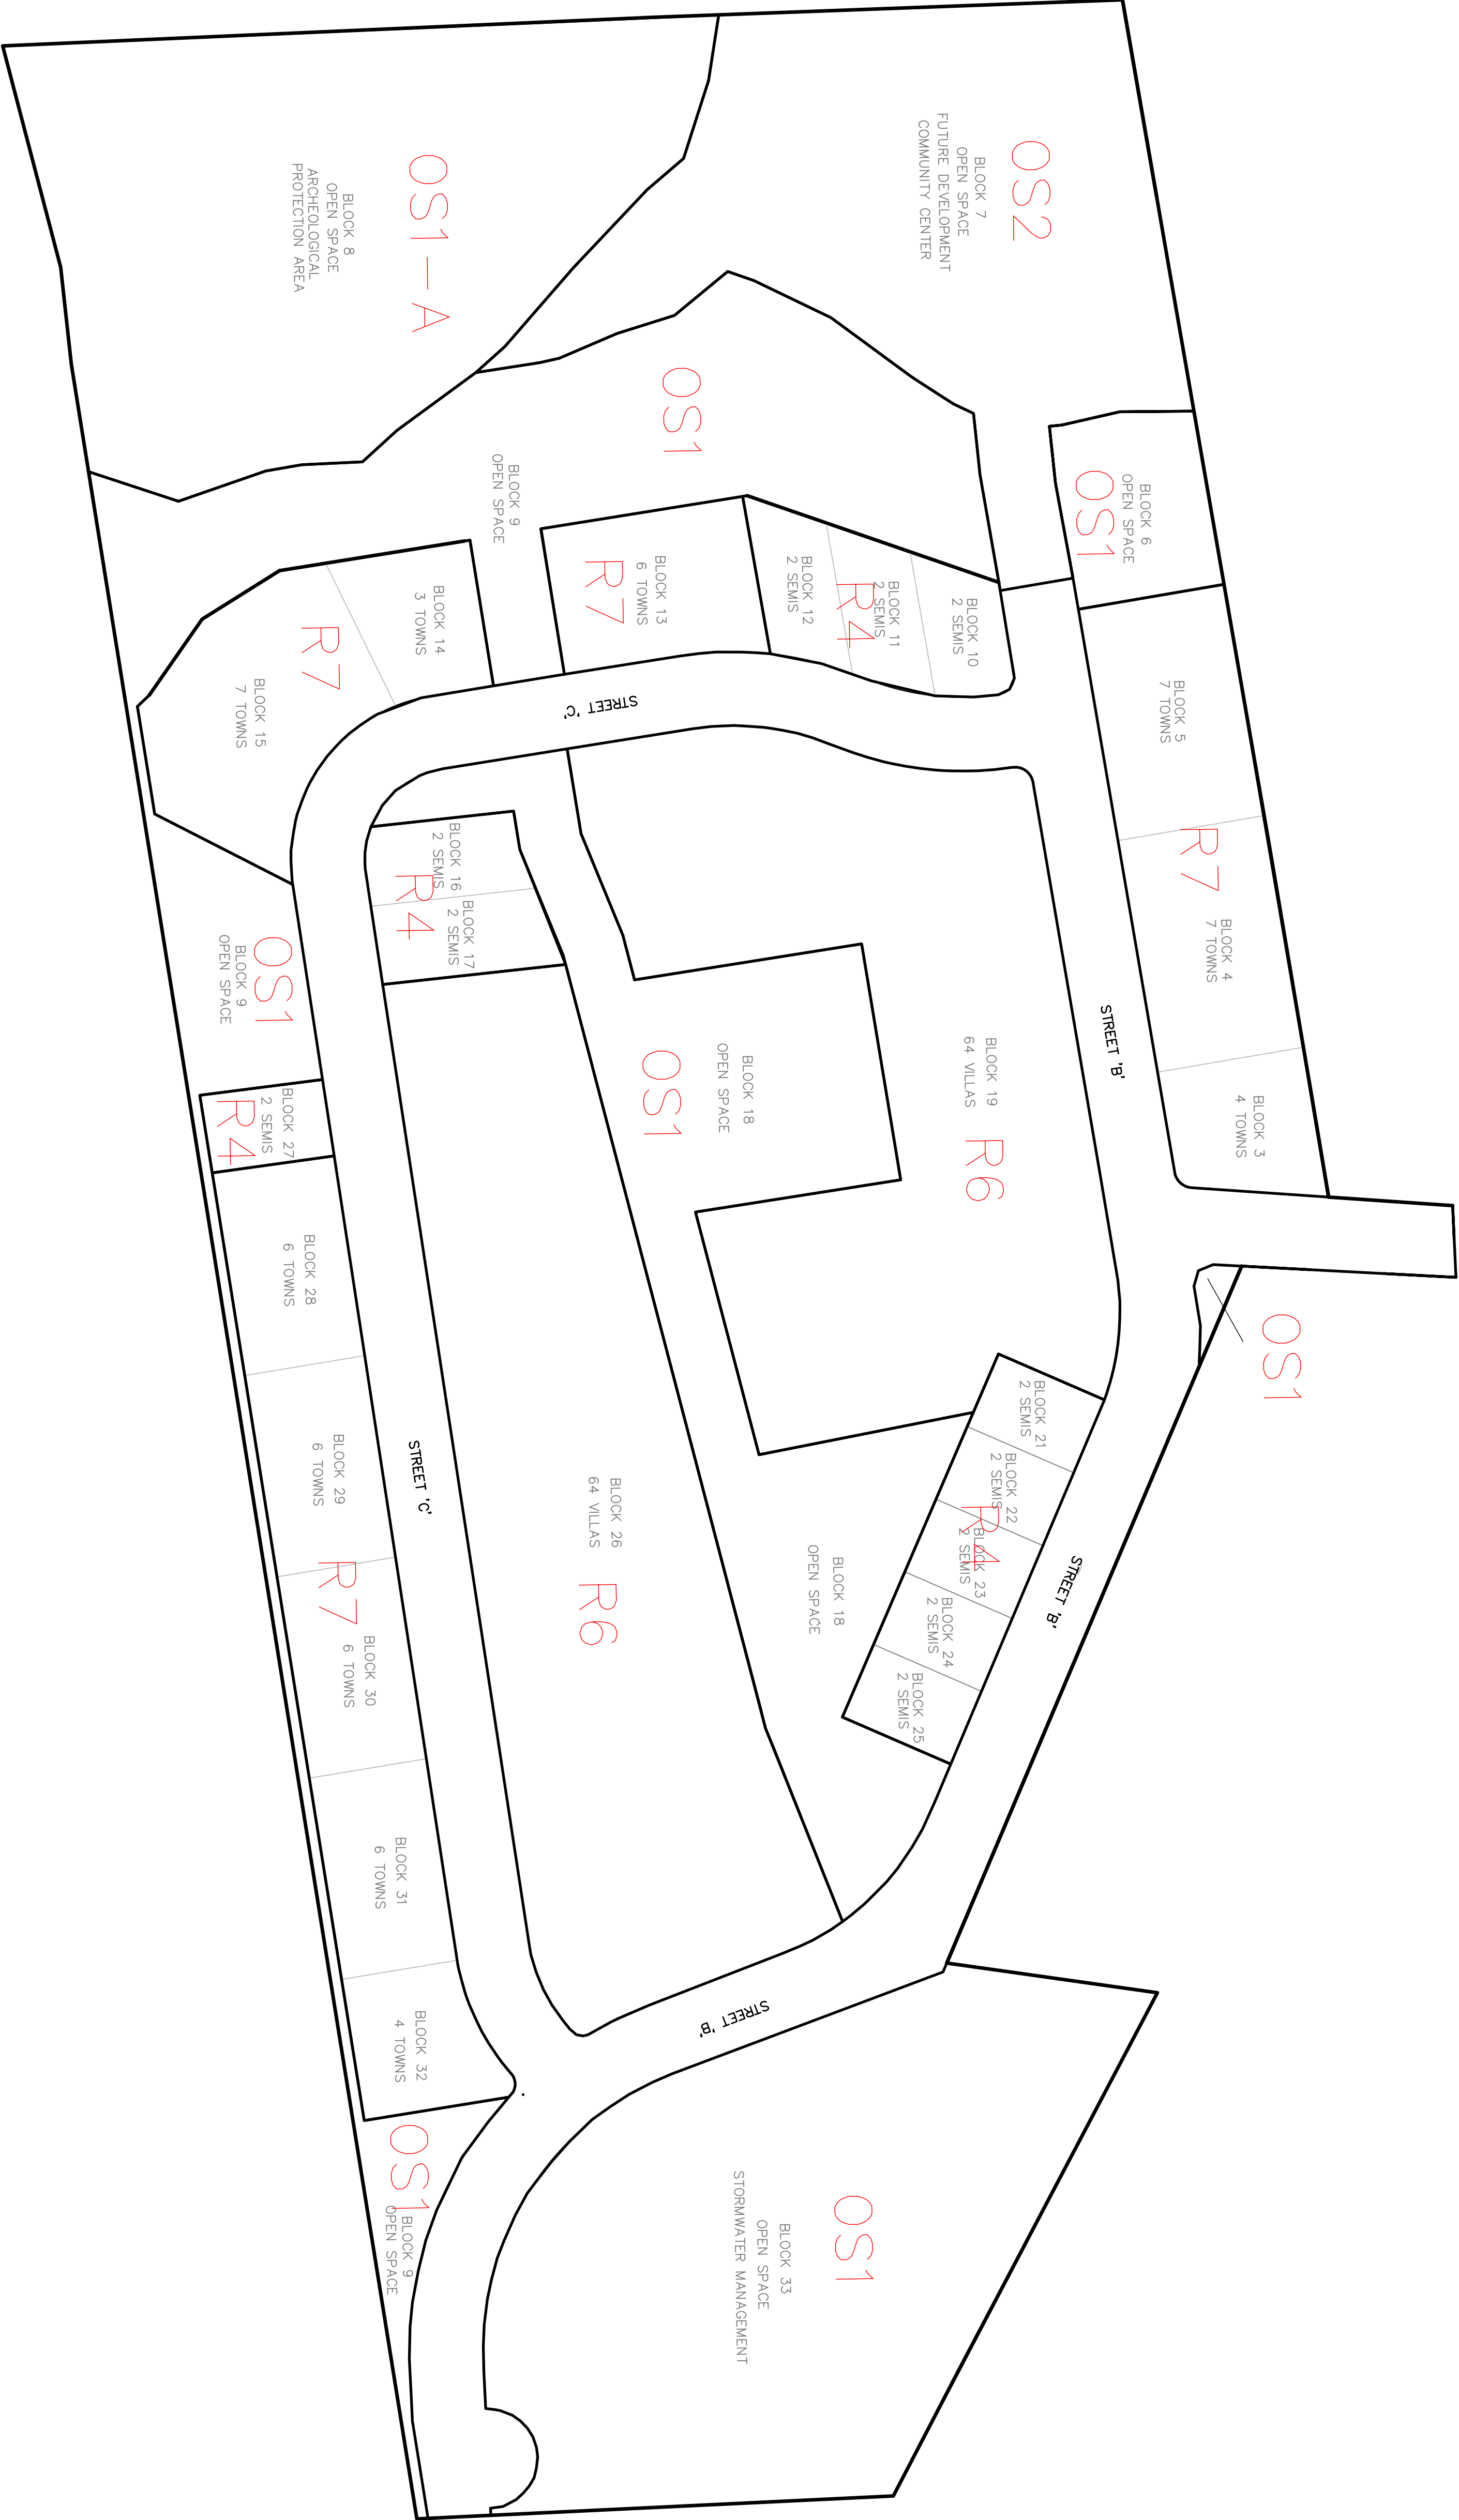 OS2
BLOCK 7
OPEN SPACE
FUTURE DEVELOPMENT
COMMUNITY CENTER
OS1-A
BLOCK 8
OPEN SPACE
ARCHEOLOGICAL
PROTECTION AREA
OS1
BLOCK 9
OPEN SPACE
BLOCK 6
OPEN SPACE
OS1
BLOCK 5
7 TOWNS
R7
BLOCK 4
7 TOWNS
BLOCK 3
4 TOWNS
BLOCK 10
2 SEMIS
BLOCK 11
2 SEMIS
R4
BLOCK 12
2 SEMIS
BLOCK 13
6 TOWNS
R7
BLOCK 14
3 TOWNS
R7
BLOCK 15
7 TOWNS
STREET 'C'
STREET 'B'
BLOCK 16
2 SEMIS
R4
BLOCK 17
2 SEMIS
OS1
BLOCK 9
OPEN SPACE
BLOCK 18
OPEN SPACE
OS1
BLOCK 19
64 VILLAS
R6
BLOCK 27
2 SEMIS
R4
BLOCK 28
6 TOWNS
BLOCK 29
6 TOWNS
R7
BLOCK 30
6 TOWNS
BLOCK 31
6 TOWNS
BLOCK 32
4 TOWNS
STREET 'C'
BLOCK 26
64 VILLAS
R6
BLOCK 18
OPEN SPACE
OS1
BLOCK 21
2 SEMIS
BLOCK 22
2 SEMIS
R4
BLOCK 23
2 SEMIS
BLOCK 24
2 SEMIS
BLOCK 25
2 SEMIS
STREET 'B'
STREET 'B'
OS1
BLOCK 9
OPEN SPACE
OS1
BLOCK 33
OPEN SPACE
STORMWATER MANAGEMENT